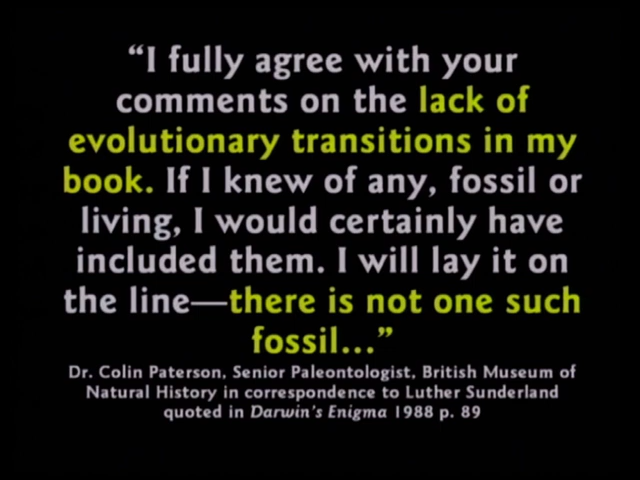 “I fully agree with your
comments on the lack of
evolutionary transitions in my
book. If I knew of any, fossil or
living, I would certainly have
included them. I will lay it on
the line—there is not one such
fossil...”
Dr. Colin Paterson, Senior Paleontologist, British Museum of
Natural History in correspondence to Luther Sunderland
quoted in Darwin's Enigma 1988 p. 89